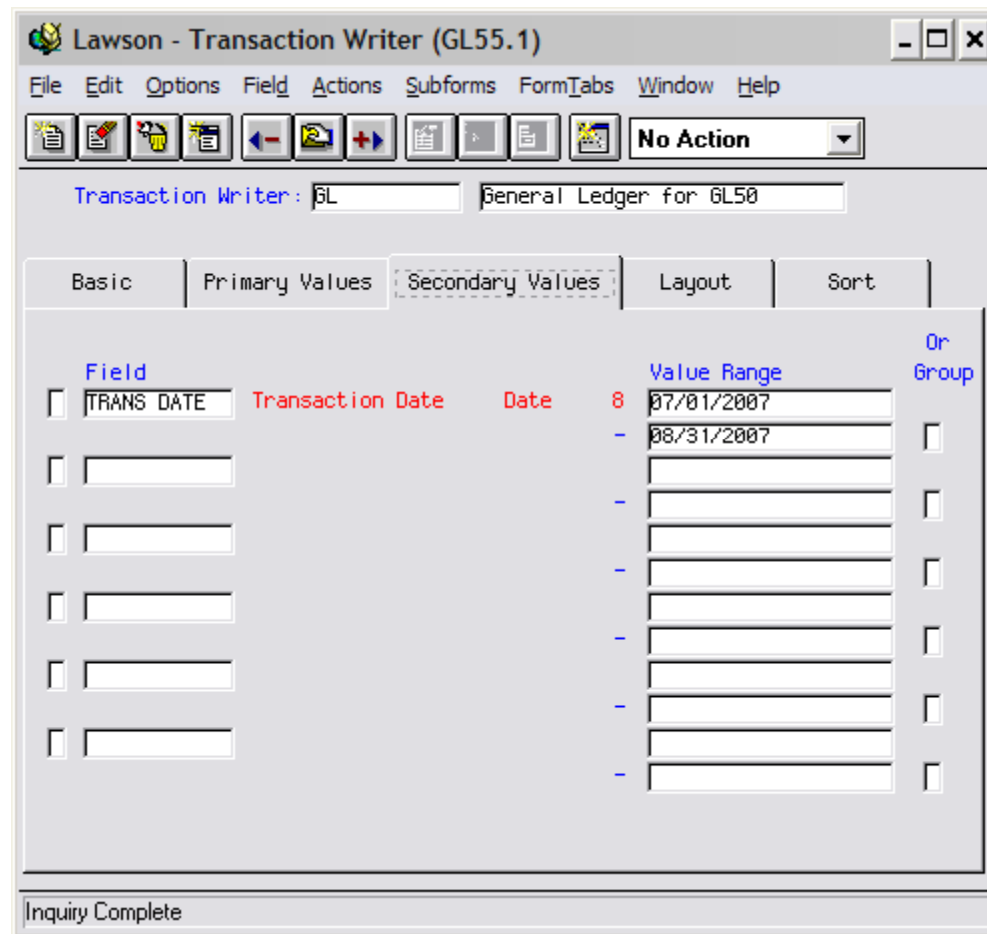 Lawson - Transaction Writer (GL55.1)
File Edit Options Field Actions Subforms FormTabs Window Help
No Action
Transaction Writer: GL General Ledger for GL50
Basic Primary Values Secondary Values Layout Sort
Or
Field Value Range Group
TRANS DATE Transaction Date Date 8 07/01/2007
- 08/31/2007
-
-
-
-
-
Inquiry Complete